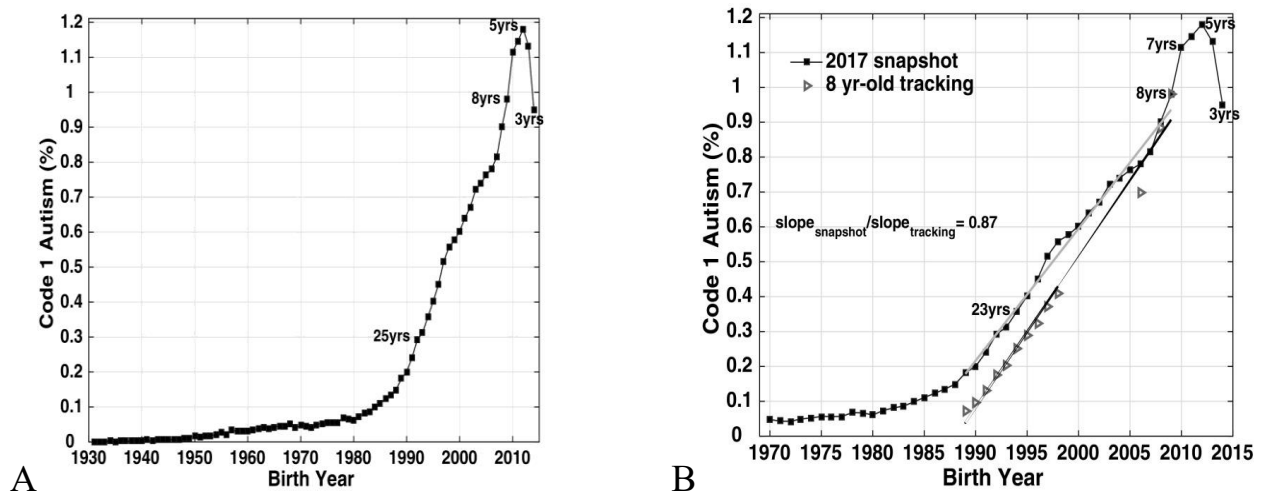 1.2
1.1
1
0.9
0.8
0.7
0.6
0.5
0.4
0.3
0.2
0.1
0
Code 1 Autism (%)
5yrs
8yrs
3yrs
25yrs
1930 1940 1950 1960 1970 1980 1990 2000 2010
Birth Year
A
1.2
1.1
1
0.9
0.8
0.7
0.6
0.5
0.4
0.3
0.2
0.1
0
Code 1 Autism (%)
2017 snapshot
8 yr-old tracking
5yrs
7yrs
8yrs
3yrs
slope snapshot/slope tracking = 0.87
23yrs
1970 1975 1980 1985 1990 1995 2000 2005 2010 2015
Birth Year
B